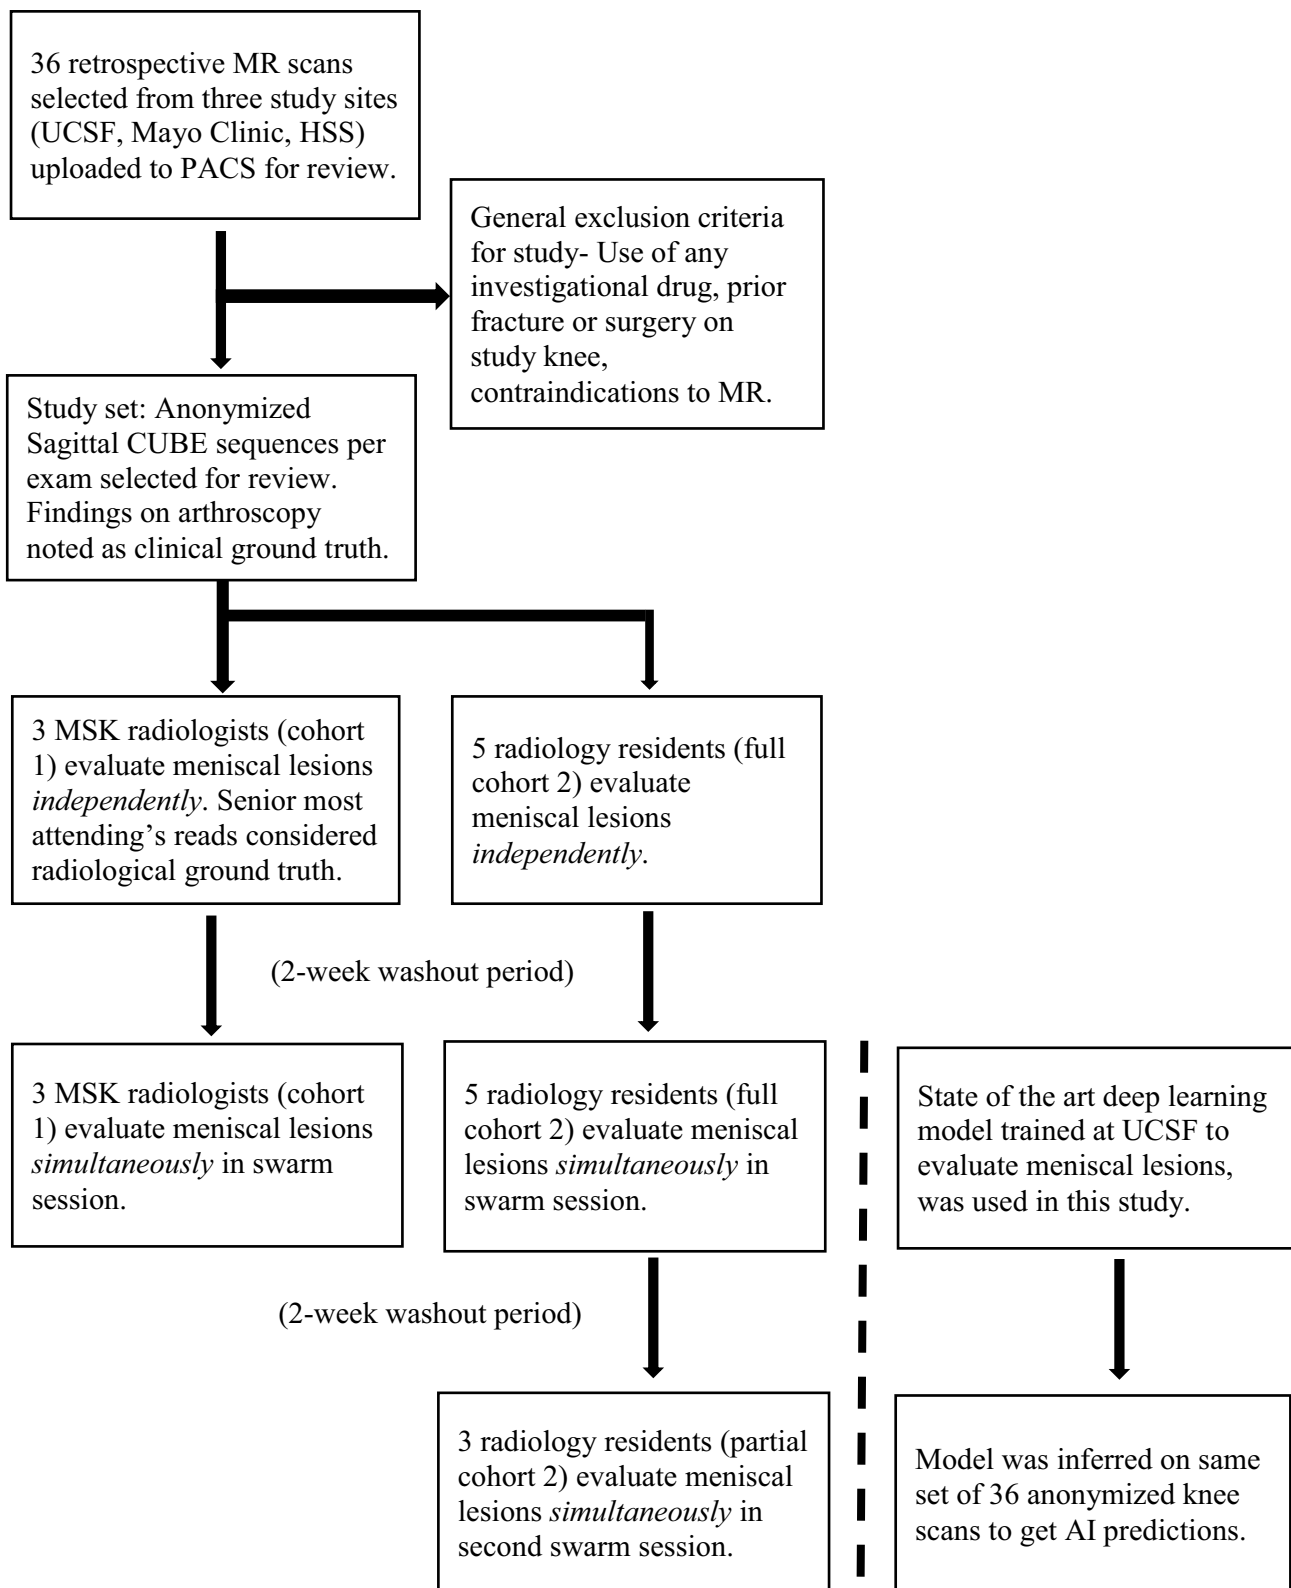 36 retrospective MR scans
selected from three study sites
(UCSF, Mayo Clinic, HSS)
uploaded to PACS for review.
General exclusion criteria
for study- Use of any
investigational drug, prior
fracture or surgery on
study knee,
contraindications to MR.
Study set: Anonymized
Sagittal CUBE sequences per
exam selected for review.
Findings on arthroscopy
noted as clinical ground truth.
3 MSK radiologists (cohort
1) evaluate meniscal lesions
independently. Senior most
attending’s reads considered
radiological ground truth.
5 radiology residents (full
cohort 2) evaluate
meniscal lesions
independently.
(2-week washout period)
3 MSK radiologists (cohort
1) evaluate meniscal lesions
simultaneously in swarm
session.
5 radiology residents (full
cohort 2) evaluate meniscal
lesions simultaneously in
swarm session.
State of the art deep learning
model trained at UCSF to
evaluate meniscal lesions,
was used in this study.
(2-week washout period)
3 radiology residents (partial
cohort 2) evaluate meniscal
lesions simultaneously in
second swarm session.
Model was inferred on same
set of 36 anonymized knee
scans to get AI predictions.